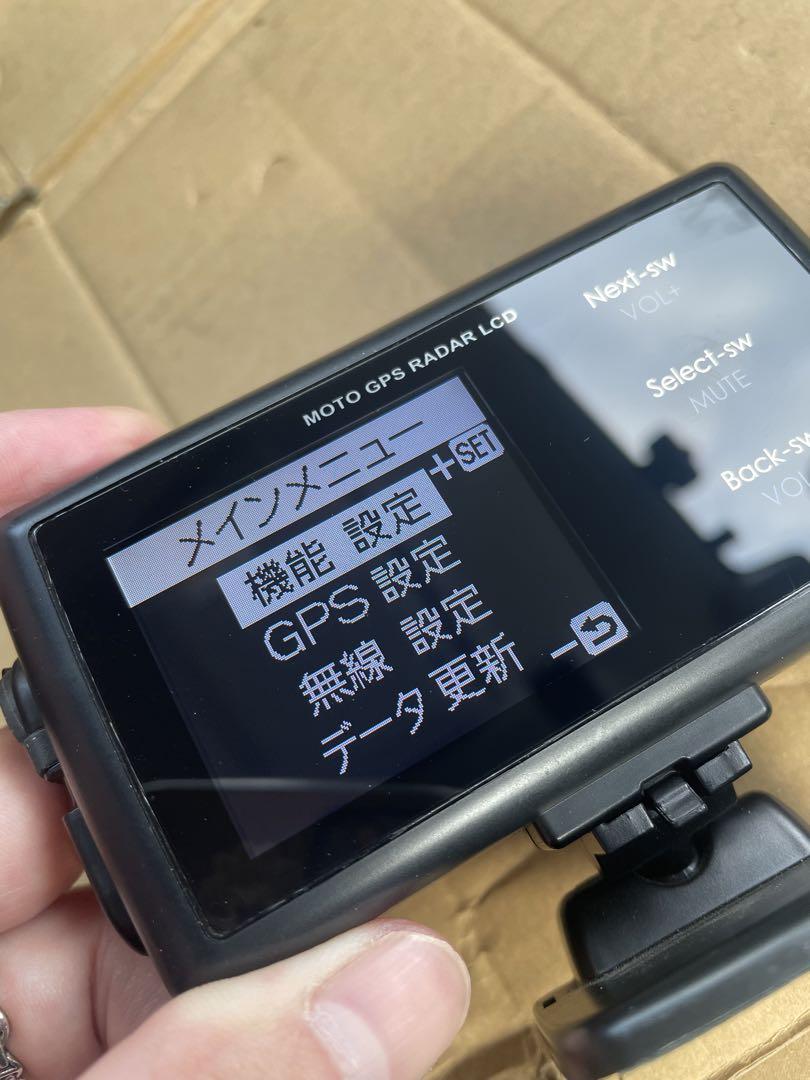 MOTO GPS RADAR LCD
メインメニュー
+SET
機能 設定
GPS 設定
無線 設定
データ更新
Next-sw
VOL+
Select-sw
MUTE
Back-sw